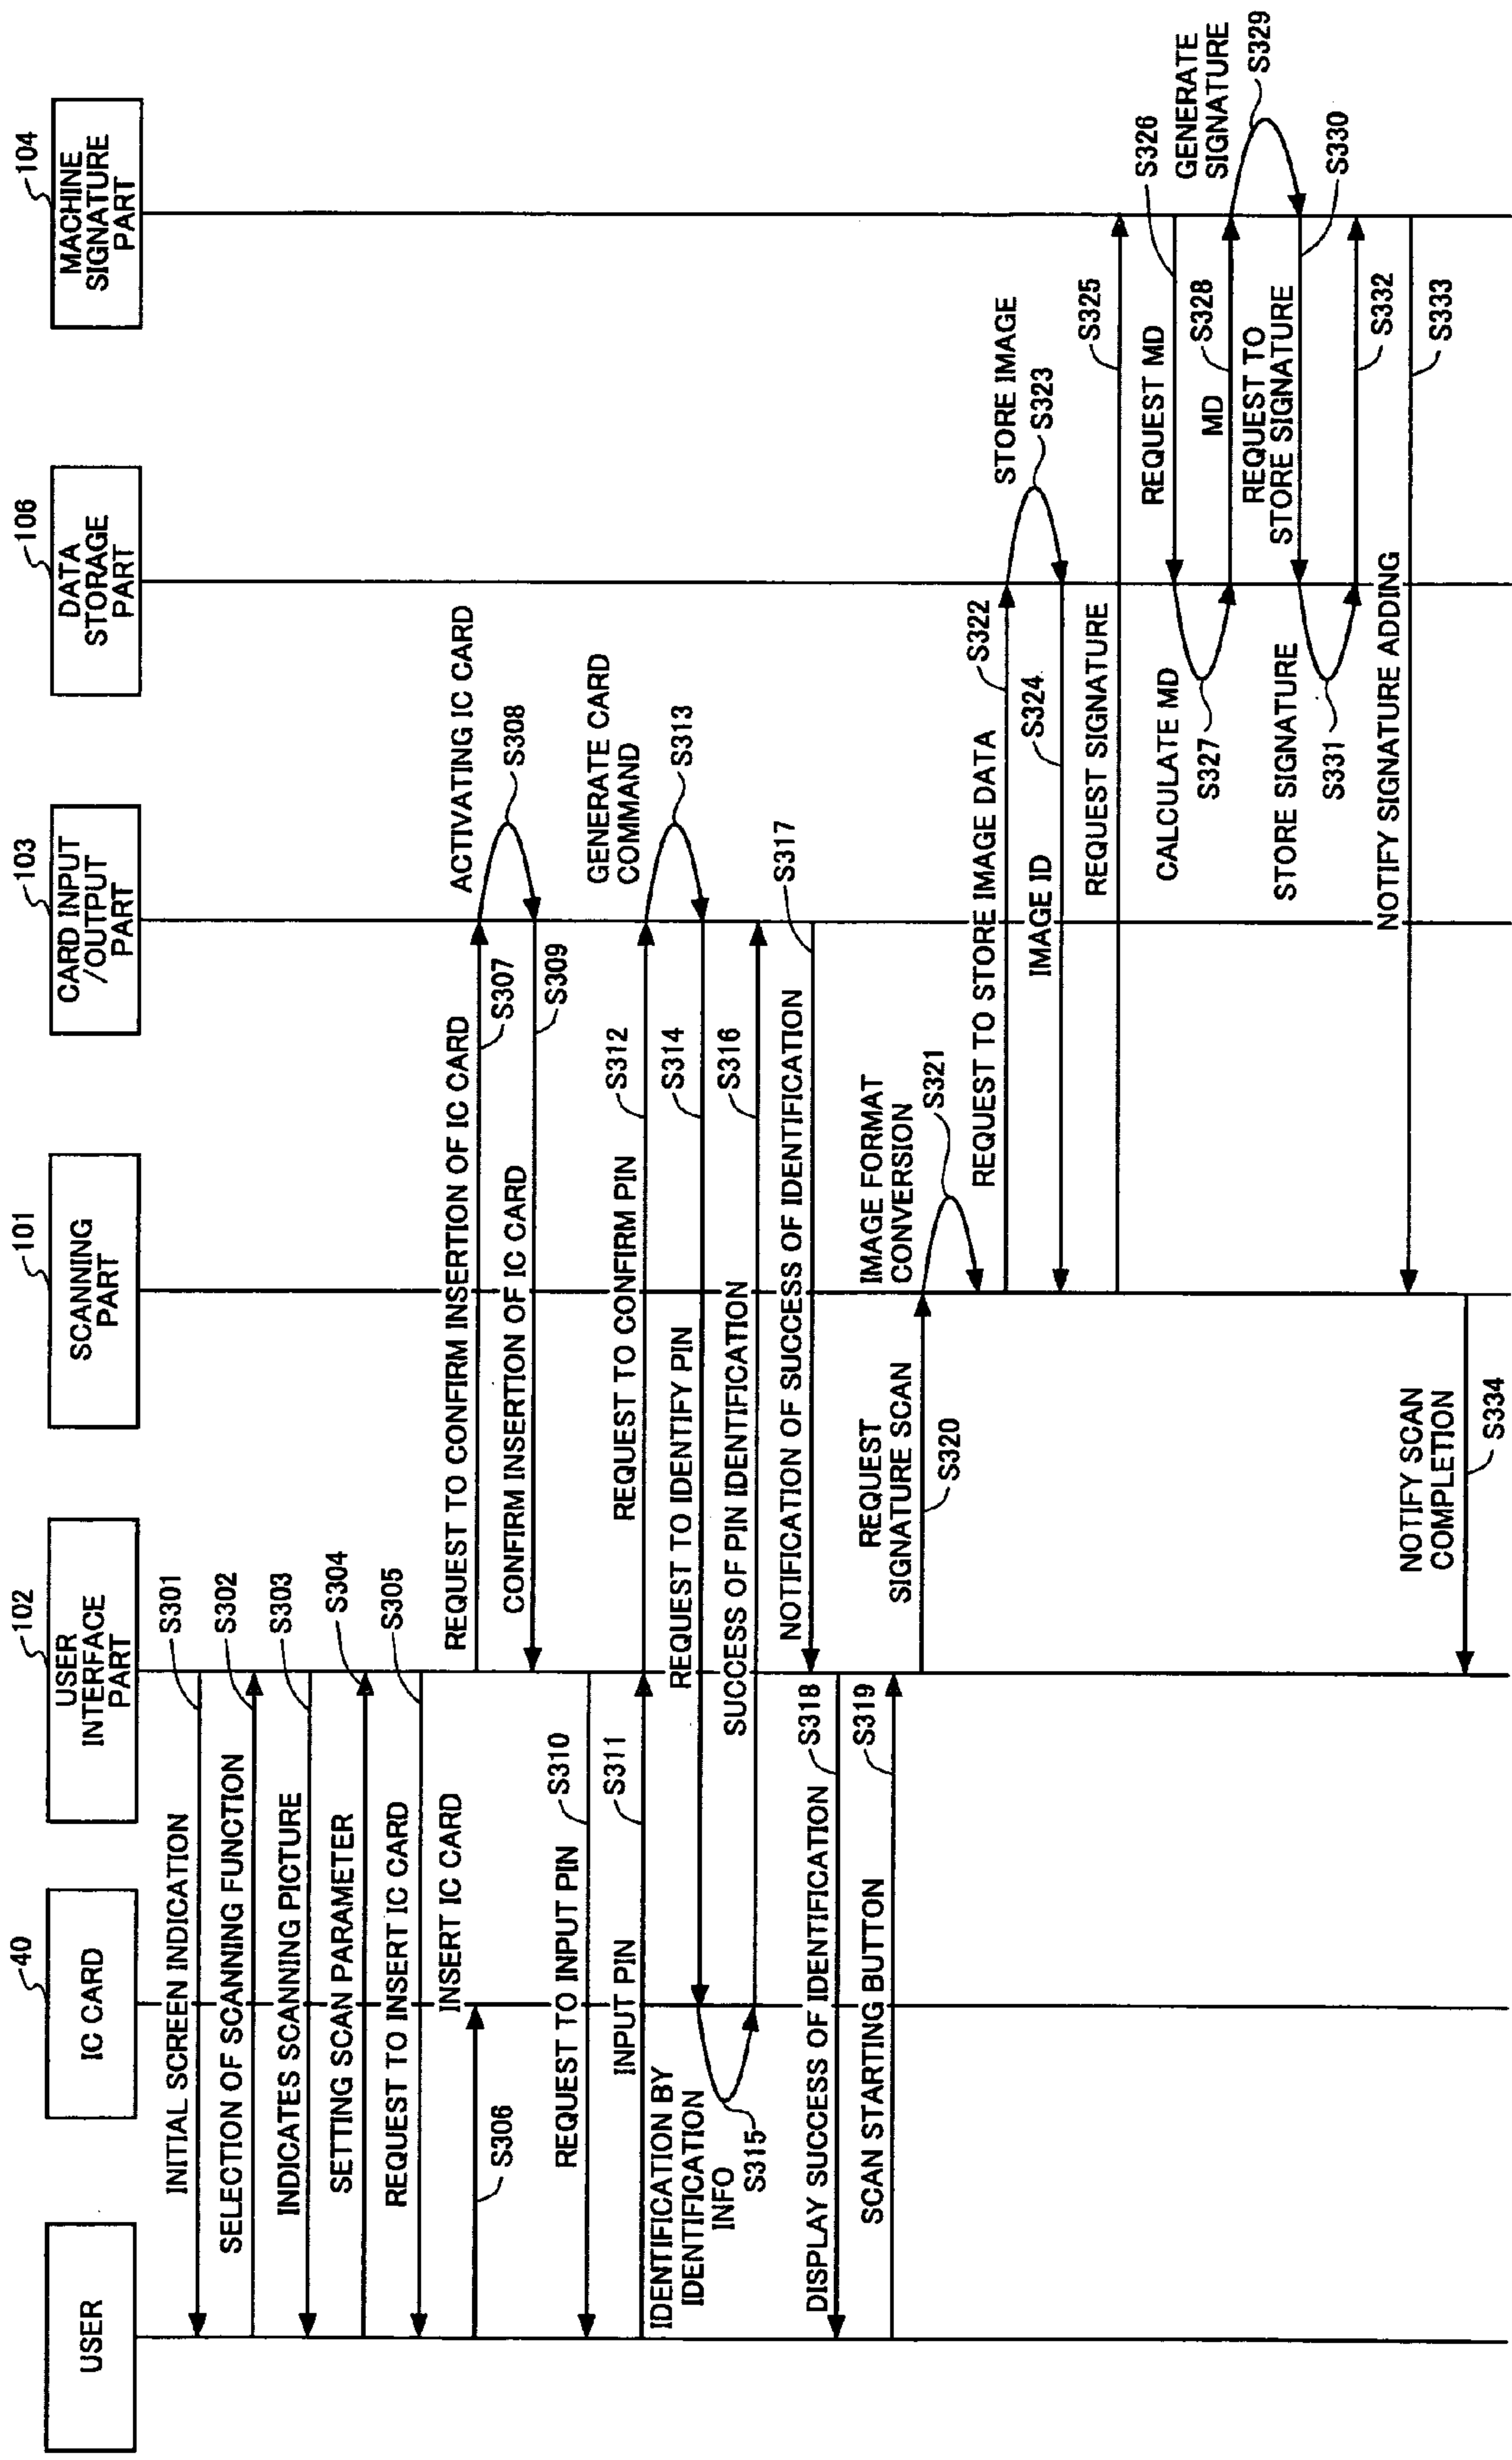 USER
40
IC CARD
102
USER
INTERFACE
PART
101
SCANNING
PART
103
CARD INPUT
/OUTPUT
PART
106
DATA
STORAGE
PART
104
MACHINE
SIGNATURE
PART
INITIAL SCREEN INDICATION
S301
SELECTION OF SCANNING FUNCTION
S302
INDICATES SCANNING PICTURE
S303
SETTING SCAN PARAMETER
S304
REQUEST TO INSERT IC CARD
S305
INSERT IC CARD
S306
REQUEST TO CONFIRM INSERTION OF IC CARD
S307
ACTIVATING IC CARD
S308
CONFIRM INSERTION OF IC CARD
S309
REQUEST TO INPUT PIN
S310
INPUT PIN
S311
REQUEST TO CONFIRM PIN
S312
GENERATE CARD
COMMAND
S313
REQUEST TO IDENTIFY PIN
S314
IDENTIFICATION BY
IDENTIFICATION
INFO
S315
SUCCESS OF PIN IDENTIFICATION
S316
NOTIFICATION OF SUCCESS OF IDENTIFICATION
S317
DISPLAY SUCCESS OF IDENTIFICATION
S318
SCAN STARTING BUTTON
S319
REQUEST
SIGNATURE SCAN
S320
IMAGE FORMAT
CONVERSION
S321
REQUEST TO STORE IMAGE DATA
S322
STORE IMAGE
S323
IMAGE ID
S324
REQUEST SIGNATURE
S325
REQUEST MD
S326
CALCULATE MD
S327
MD
S328
GENERATE
SIGNATURE
S329
REQUEST TO
STORE SIGNATURE
S330
STORE SIGNATURE
S331
S332
NOTIFY SIGNATURE ADDING
S333
NOTIFY SCAN
COMPLETION
S334